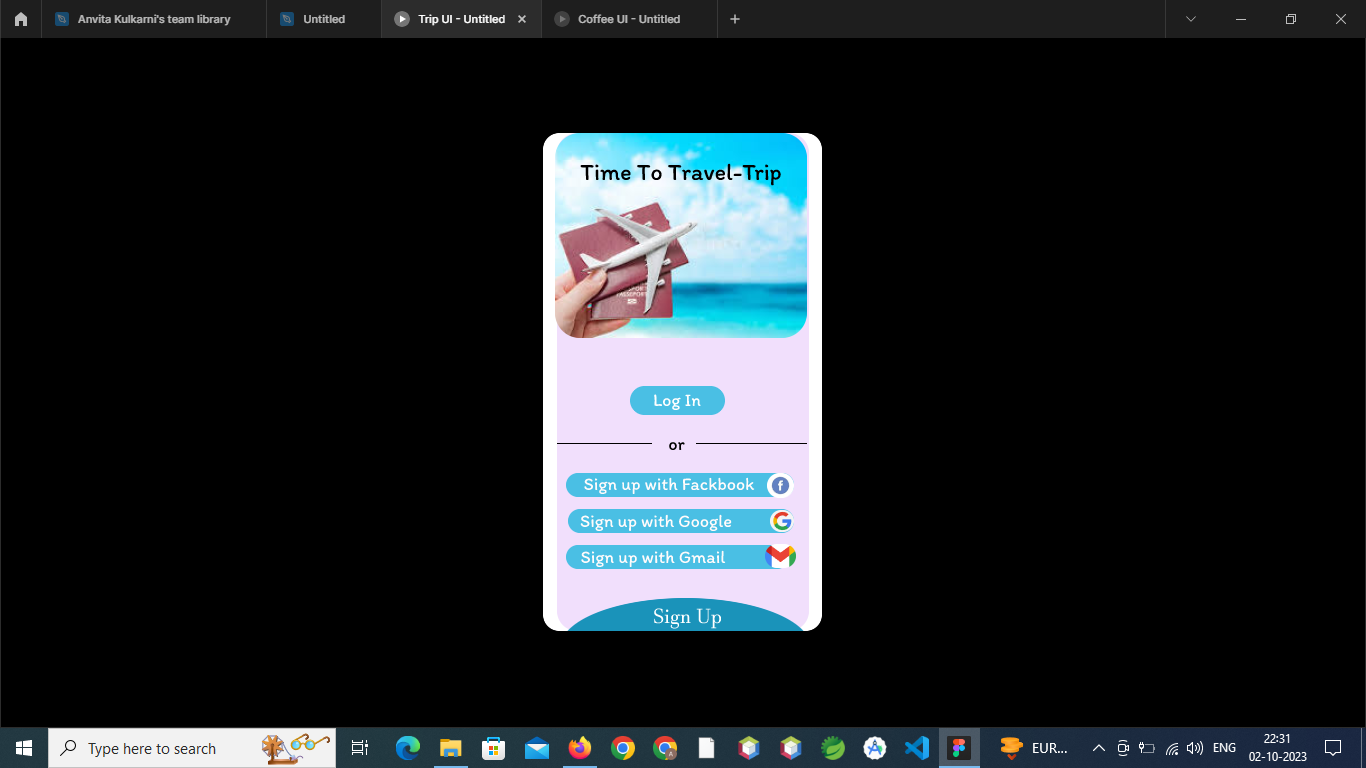 Anvita Kulkarni's team library
Untitled
Trip UI - Untitled
Coffee UI - Untitled
Time To Travel-Trip
PASSEPORT
Log In
or
Sign up with Fackbook
Sign up with Google
Sign up with Gmail
Sign Up
Type here to search
EUR...
ENG
22:31
02-10-2023